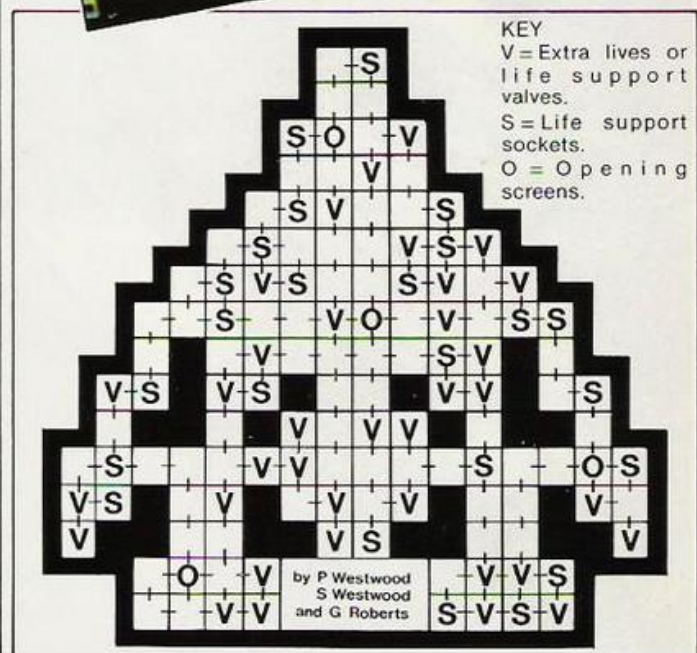 KEY
V = Extra lives or
life support
valves.
S = Life support
sockets.
O = Opening
screens.
S
S O V
V
S V S
S V S V
S V S S V V
S V O V S S
V S V
V S V S V V S
V V V
S V V S O S
V S V V V V
V V S V
O V V V S
V V S V S V
by P Westwood
S Westwood
and G Roberts